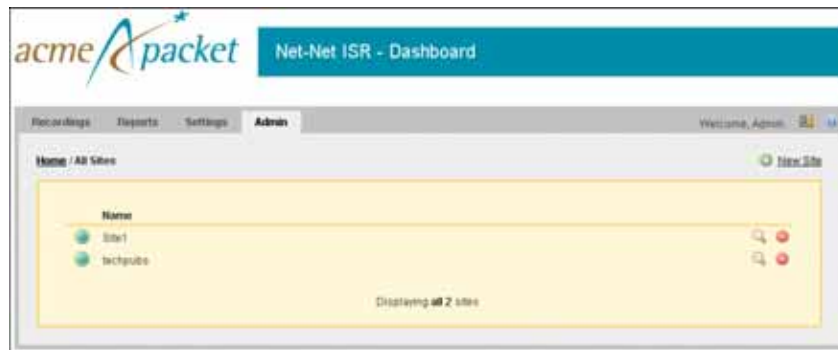 acme packet
Net-Net ISR - Dashboard
Recordings Reports Settings Admin
Welcome, Admin
Home / All Sites
New Site
Name
Site1
techpubs
Displaying all 2 sites